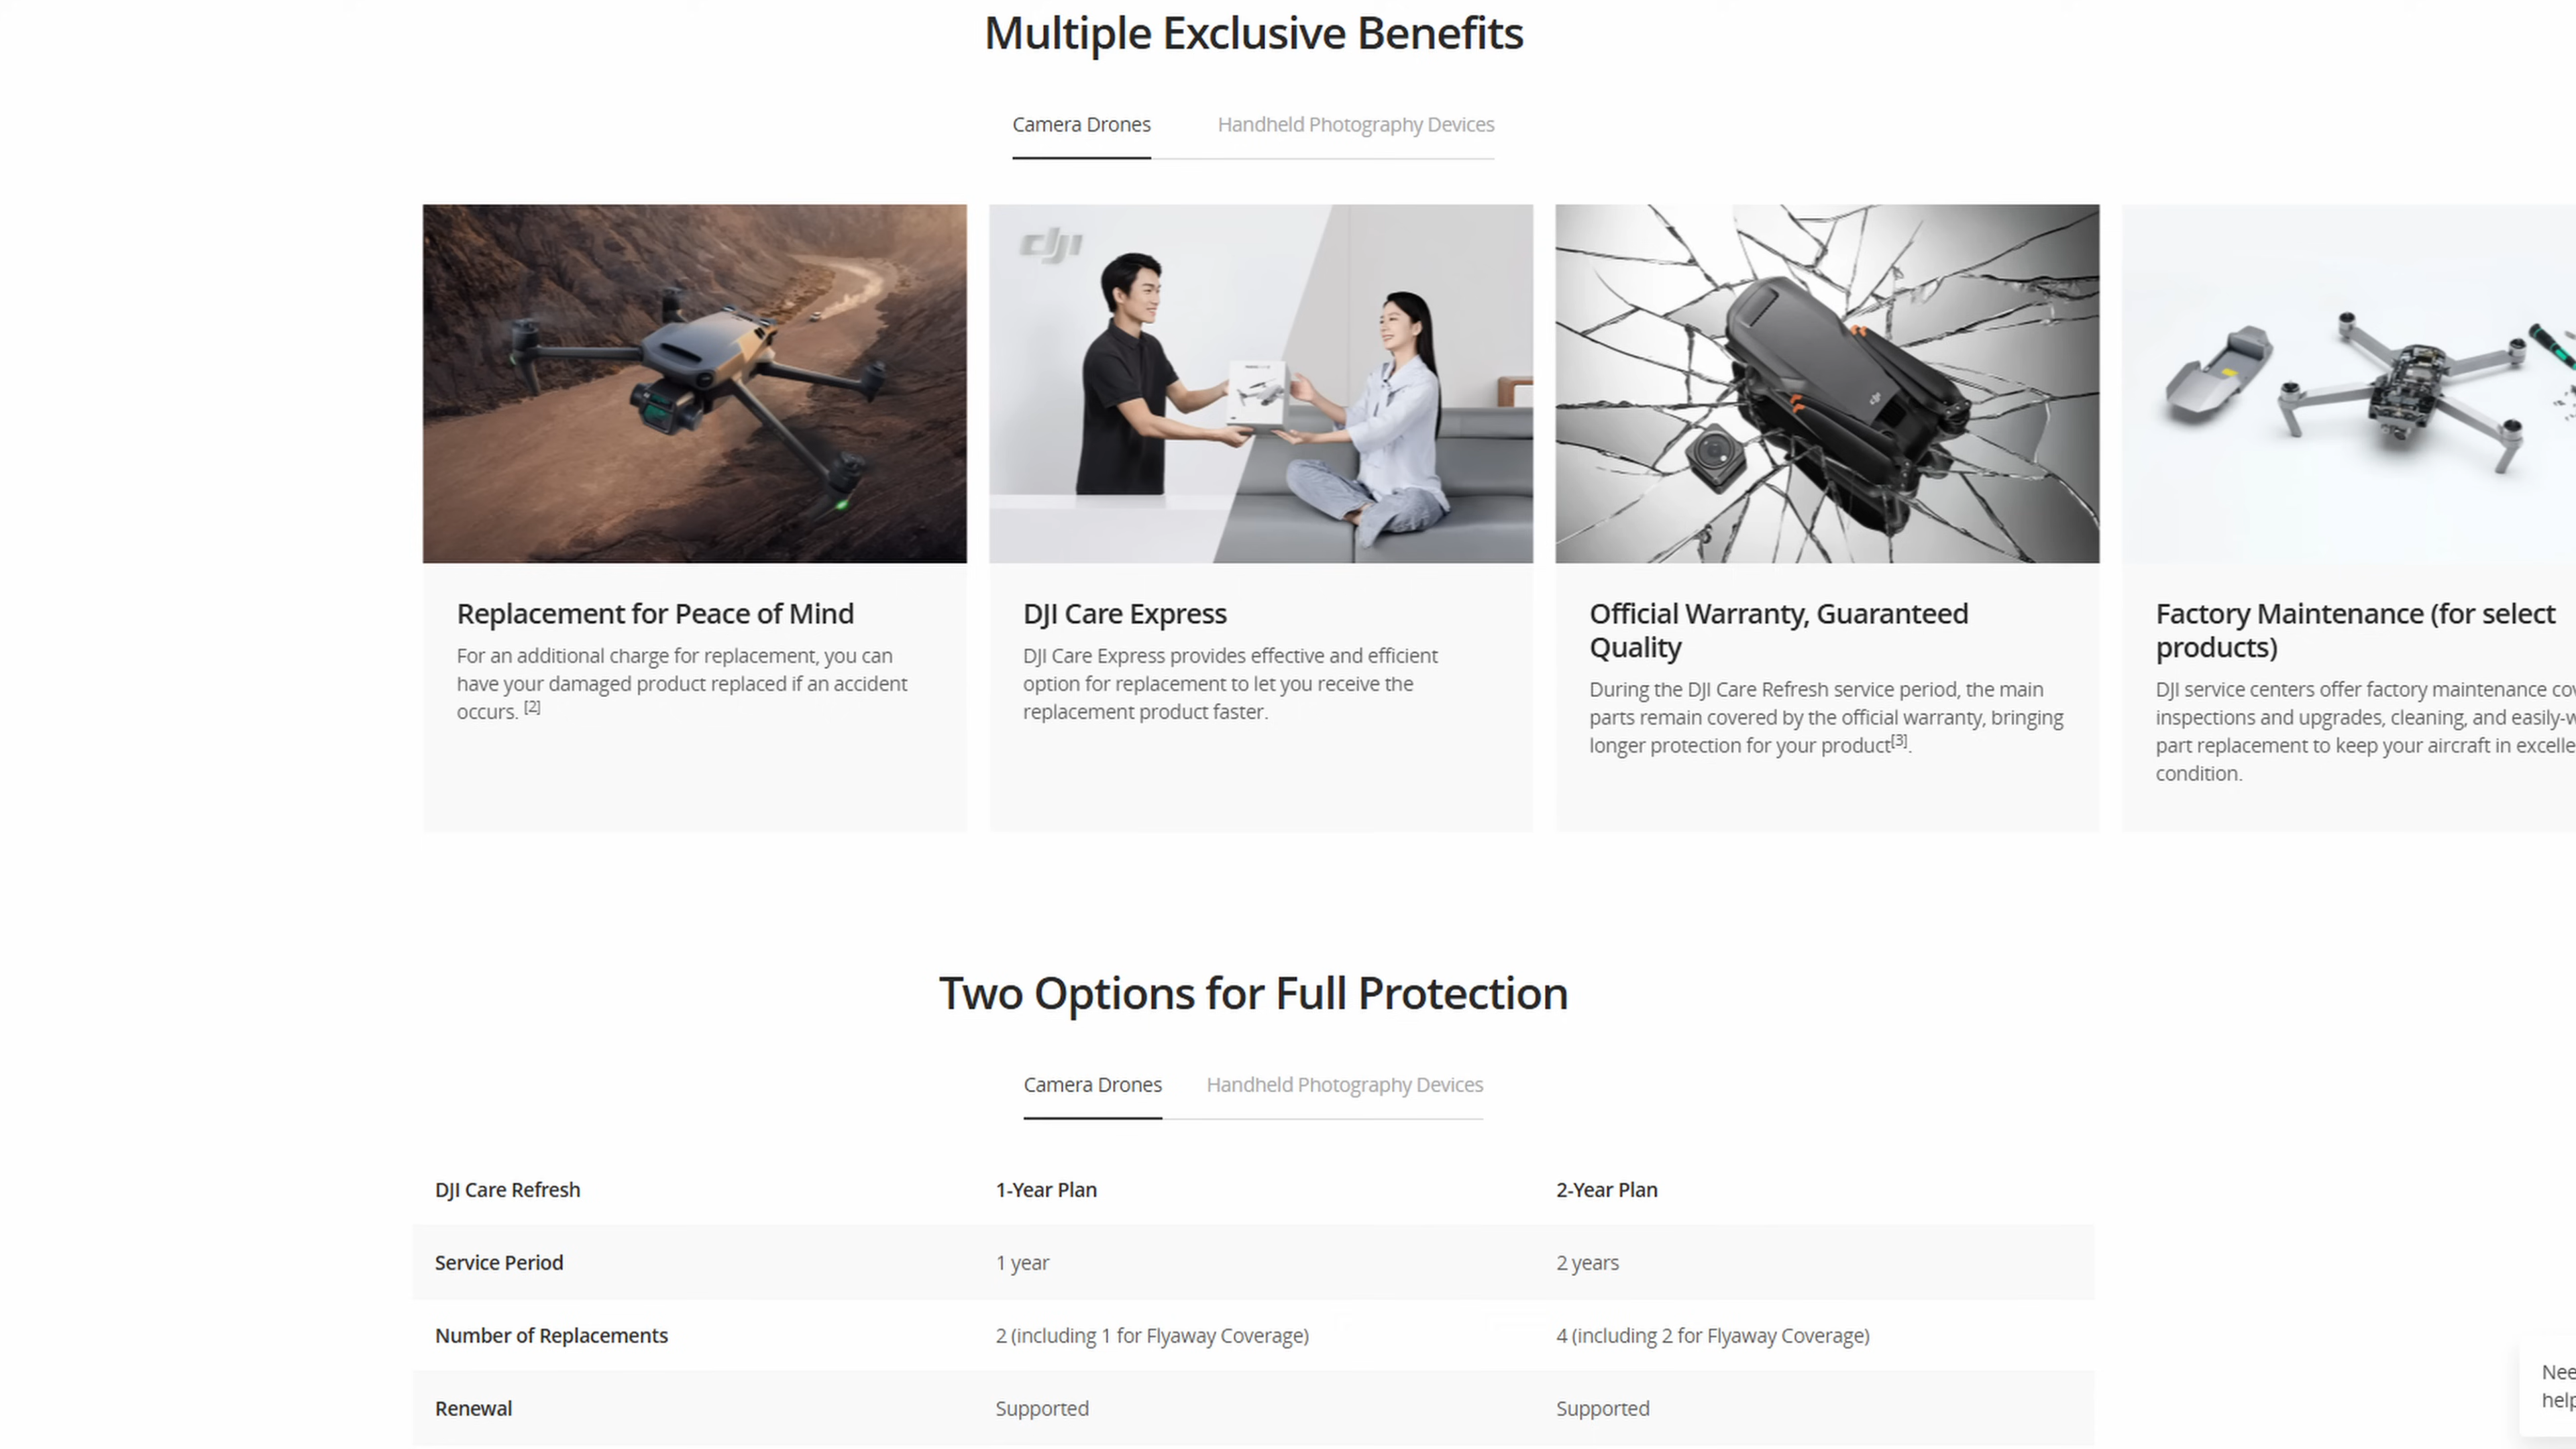 Multiple Exclusive Benefits
Camera Drones
Handheld Photography Devices
dji
Replacement for Peace of Mind
For an additional charge for replacement, you can
have your damaged product replaced if an accident
occurs. [2]
DJI Care Express
DJI Care Express provides effective and efficient
option for replacement to let you receive the
replacement product faster.
Official Warranty, Guaranteed
Quality
During the DJI Care Refresh service period, the main
parts remain covered by the official warranty, bringing
longer protection for your product[3].
Factory Maintenance (for select
products)
DJI service centers offer factory maintenance
inspections and upgrades, cleaning, and
part replacement to keep your aircraft in
condition.
Two Options for Full Protection
Camera Drones
Handheld Photography Devices
DJI Care Refresh 1-Year Plan 2-Year Plan
Service Period 1 year 2 years
Number of Replacements 2 (including 1 for Flyaway Coverage) 4 (including 2 for Flyaway Coverage)
Renewal Supported Supported